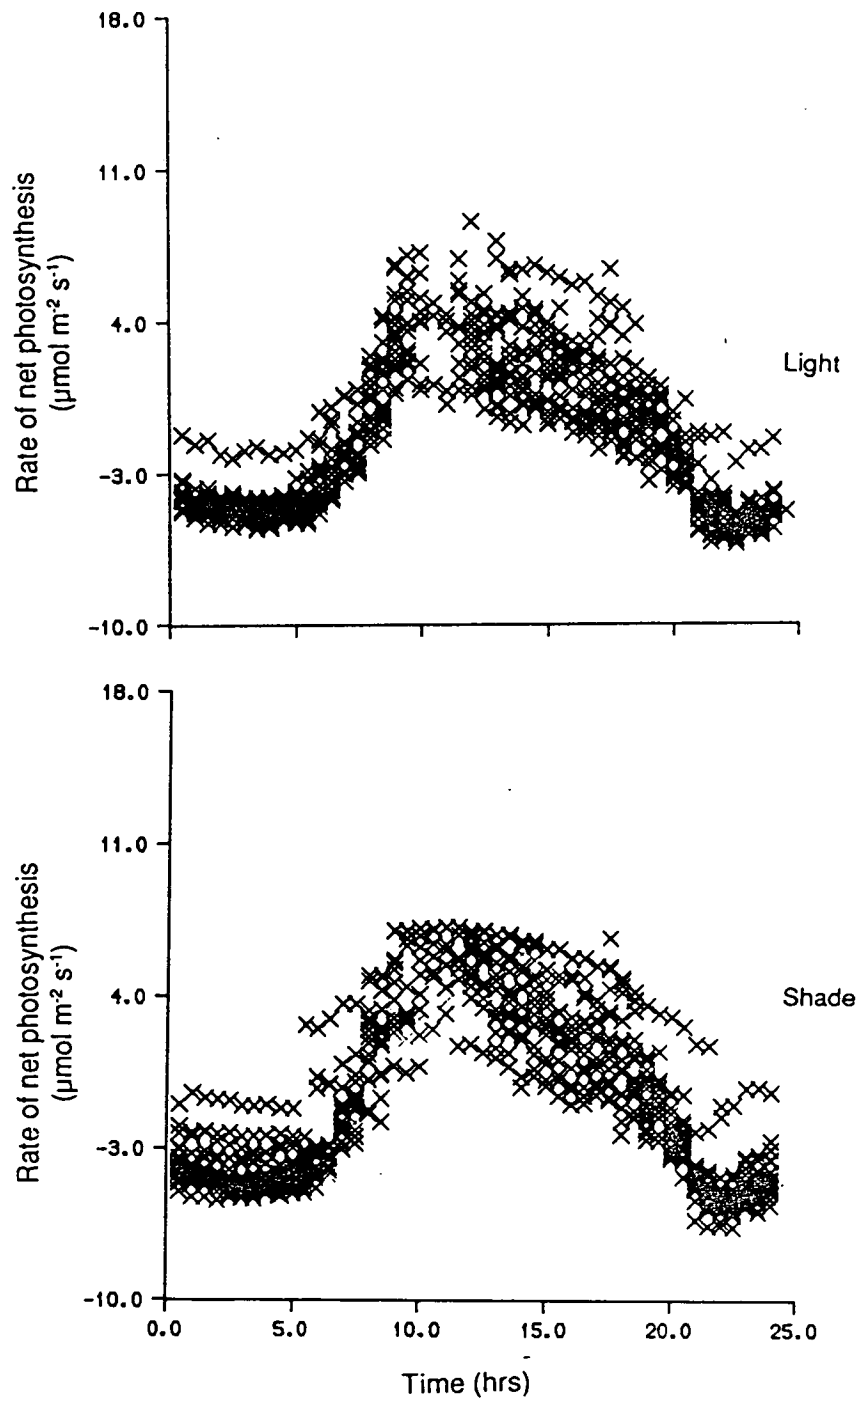 18.0
11.0
4.0
-3.0
-10.0
Rate of net photosynthesis
(µmol m⁻² s⁻¹)
Light
18.0
11.0
4.0
-3.0
-10.0
Rate of net photosynthesis
(µmol m⁻² s⁻¹)
Shade
0.0 5.0 10.0 15.0 20.0 25.0
Time (hrs)